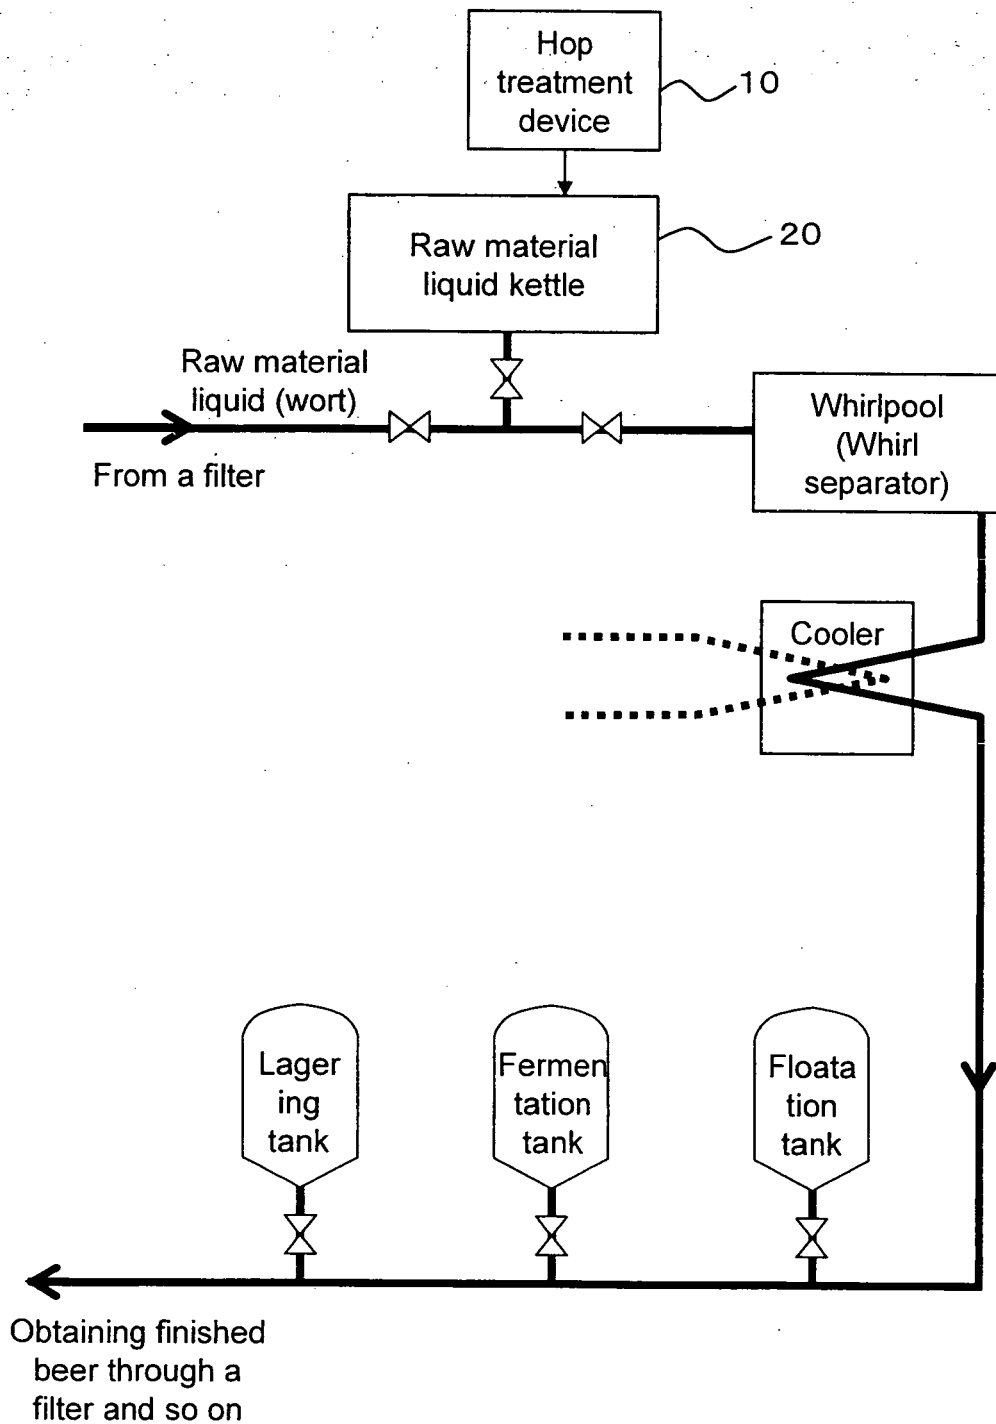 Hop
treatment
device
10
Raw material
liquid kettle
20
Raw material
liquid (wort)
From a filter
Whirlpool
(Whirl
separator)
Cooler
Lager
ing
tank
Fermen
tation
tank
Floata
tion
tank
Obtaining finished
beer through a
filter and so on